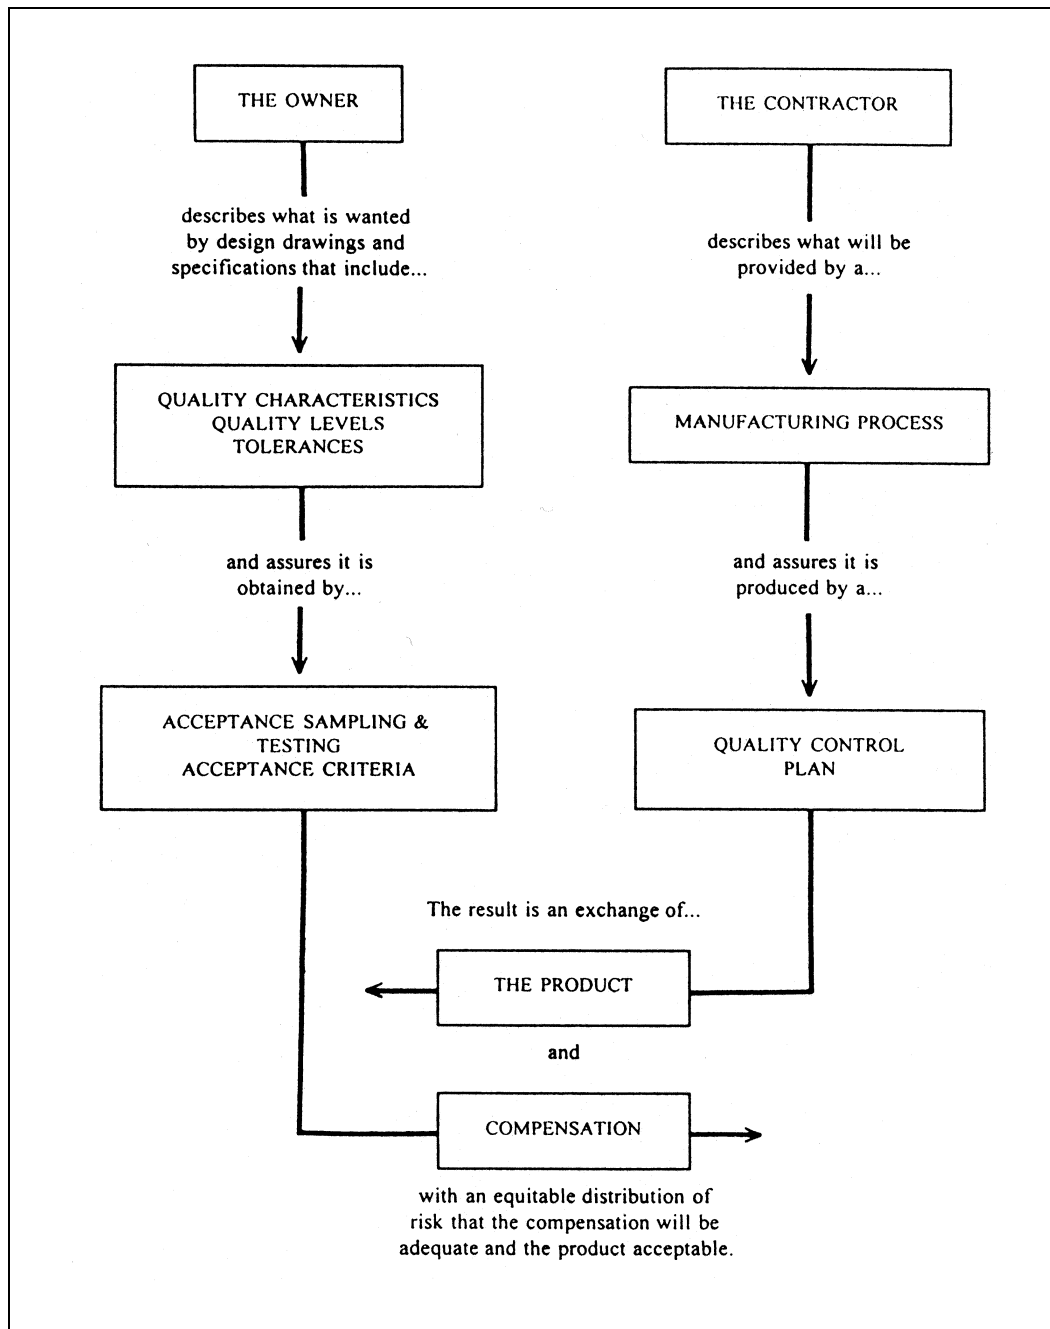 THE OWNER
describes what is wanted
by design drawings and
specifications that include...
QUALITY CHARACTERISTICS
QUALITY LEVELS
TOLERANCES
and assures it is
obtained by...
ACCEPTANCE SAMPLING &
TESTING
ACCEPTANCE CRITERIA
THE CONTRACTOR
describes what will be
provided by a...
MANUFACTURING PROCESS
and assures it is
produced by a...
QUALITY CONTROL
PLAN
The result is an exchange of...
THE PRODUCT
and
COMPENSATION
with an equitable distribution of
risk that the compensation will be
adequate and the product acceptable.